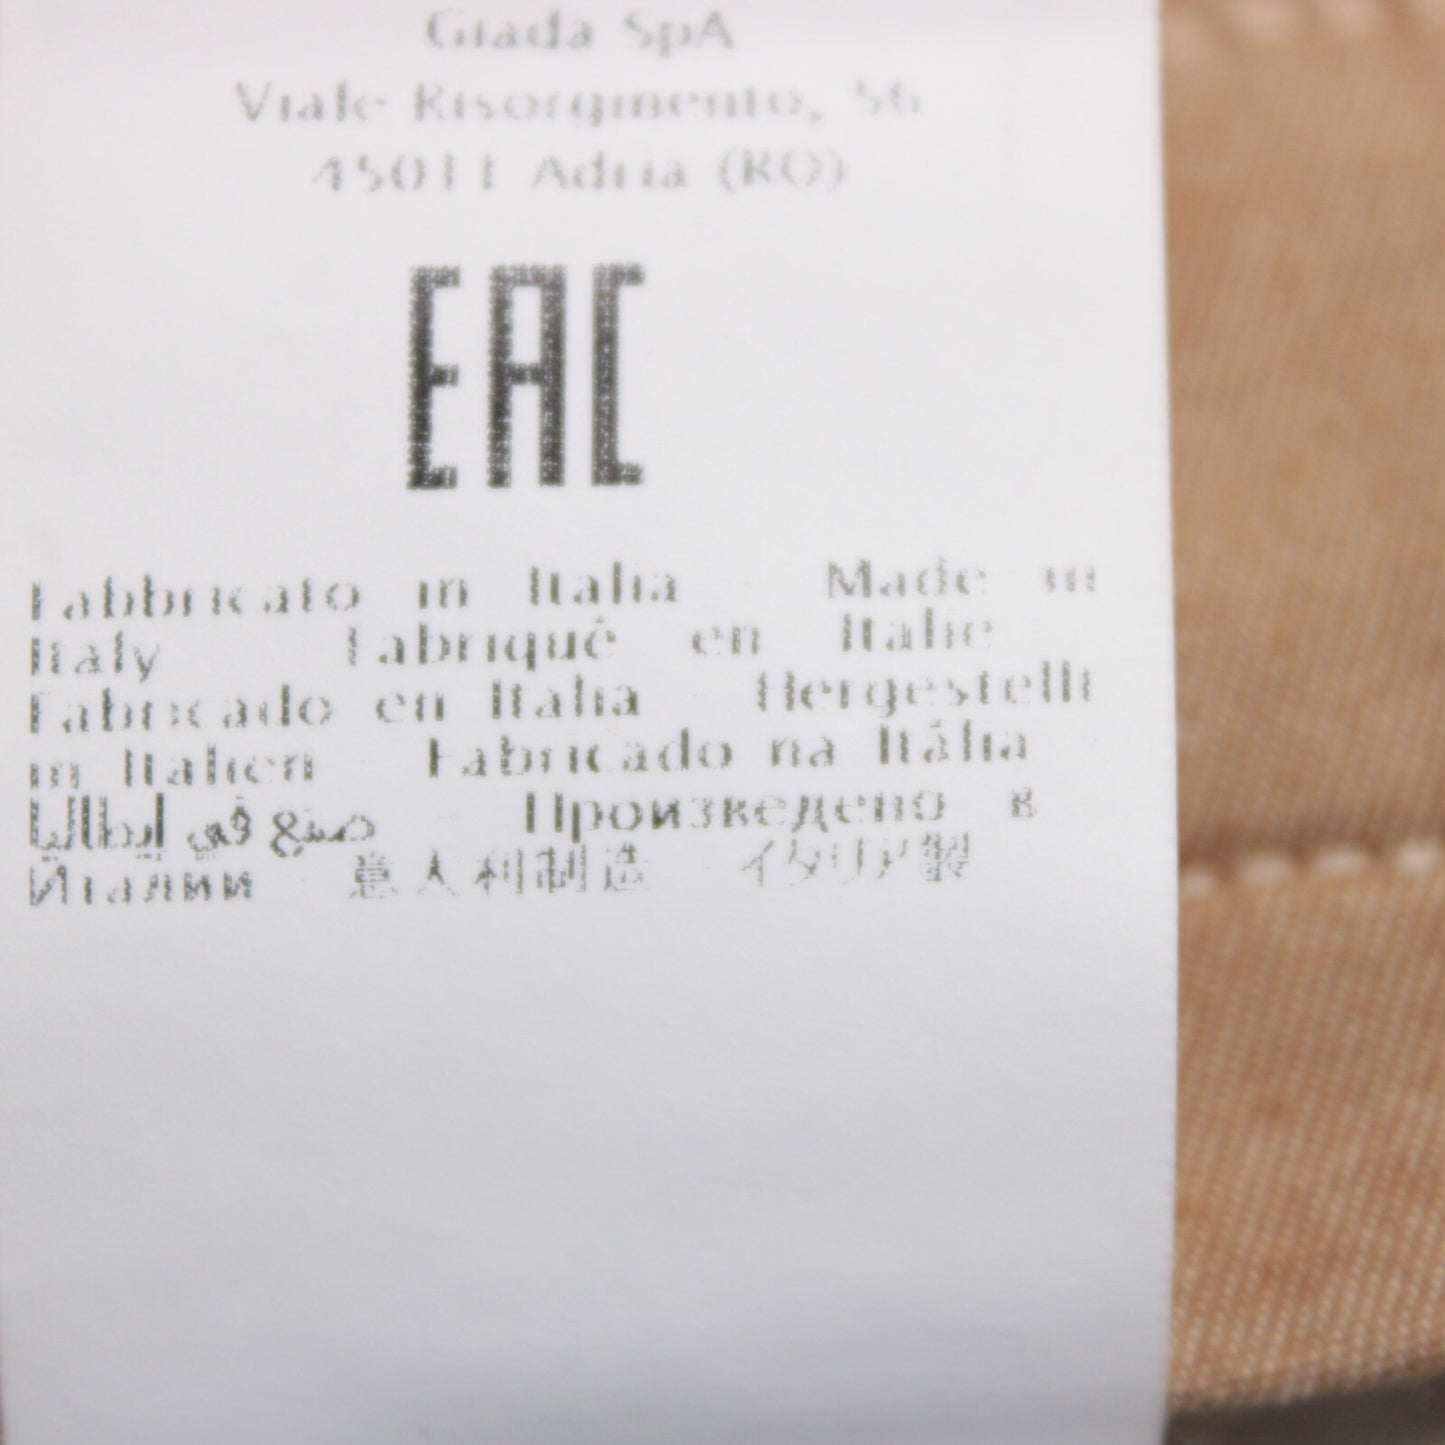 Giada SpA
Viale Risorgimento, 56
45011 Adria (RO)
EAC
Fabbricato in Italia Made in
Italy Fabriqué en Italie
Fabricado en Italia Hergestellt
in Italien Fabricado na Itália
صنع في إيطاليا Произведено в
Италии 意大利制造 イタリア製